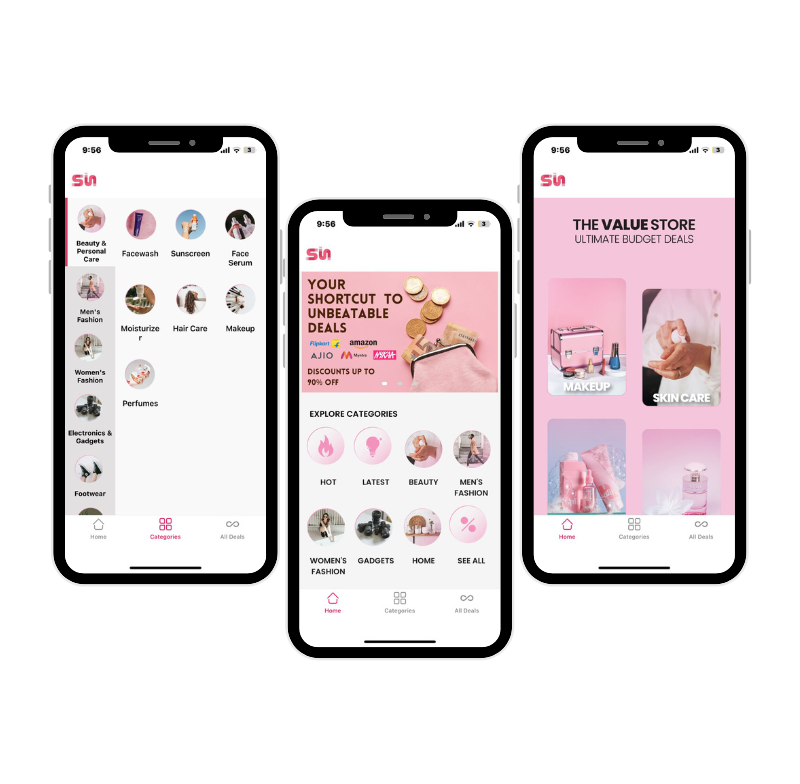 9:56
3
SIN
Beauty &
Personal
Care
Men's
Fashion
Women's
Fashion
Electronics &
Gadgets
Footwear
Facewash
Sunscreen
Face
Serum
Moisturize
r
Hair Care
Makeup
Perfumes
Home
Categories
All Deals
9:56
3
SIN
YOUR
SHORTCUT TO
UNBEATABLE
DEALS
Flipkart
amazon
AJIO
Myntra
NYKAA
DISCOUNTS UP TO
90% OFF
EXPLORE CATEGORIES
HOT
LATEST
BEAUTY
MEN'S
FASHION
WOMEN'S
FASHION
GADGETS
HOME
SEE ALL
Home
Categories
All Deals
9:56
3
SIN
THE VALUE STORE
ULTIMATE BUDGET DEALS
MAKEUP
SKIN CARE
Home
Categories
All Deals